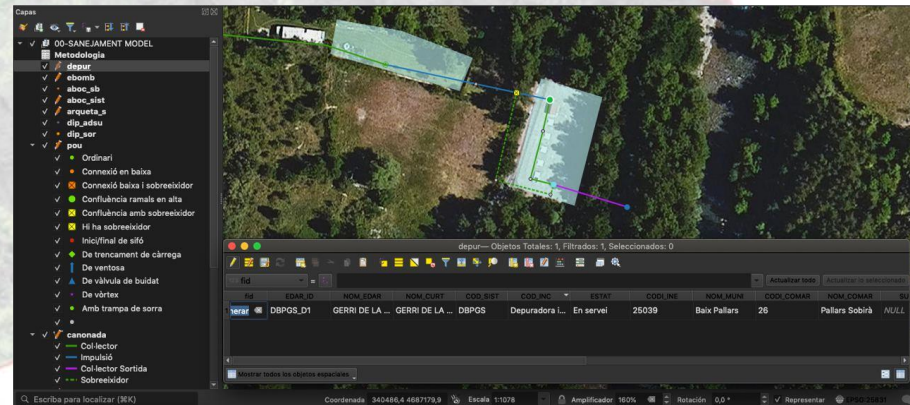 Capas
00-SANEJAMENT MODEL
Metodologia
depur
ebomb
aboc_sb
aboc_sist
arqueta_s
dip_adsu
dip_sor
pou
Ordinari
Connexió en baixa
Connexió baixa i sobreeixidor
Confluència ramals en alta
Confluència amb sobreeixidor
Hi ha sobreeixidor
Inici/final de sifó
De trencament de càrrega
De ventosa
De vàlvula de buidat
De vòrtex
Amb trampa de sorra
canonada
Col·lector
Impulsió
Col·lector Sortida
Sobreeixidor
depur— Objetos Totales: 1, Filtrados: 1, Seleccionados: 0
fid = Actualizar todo Actualizar lo seleccionado
fid EDAR_ID NOM_EDAR NOM_CURT COD_SIST COD_INC ESTAT CODI_INE NOM_MUNI CODI_COMAR NOM_COMAR SU
1 nerar DBPGS_D1 GERRI DE LA ... GERRI DE LA ... DBPGS Depuradora i... En servei 25039 Baix Pallars 26 Pallars Sobirà NULL
Mostrar todos los objetos espaciales
Escriba para localizar (⌘K) Coordenada 340486,4 4687179,9 Escala 1:1078 Amplificador 160% Rotación 0,0 ° Representar EPSG:25831